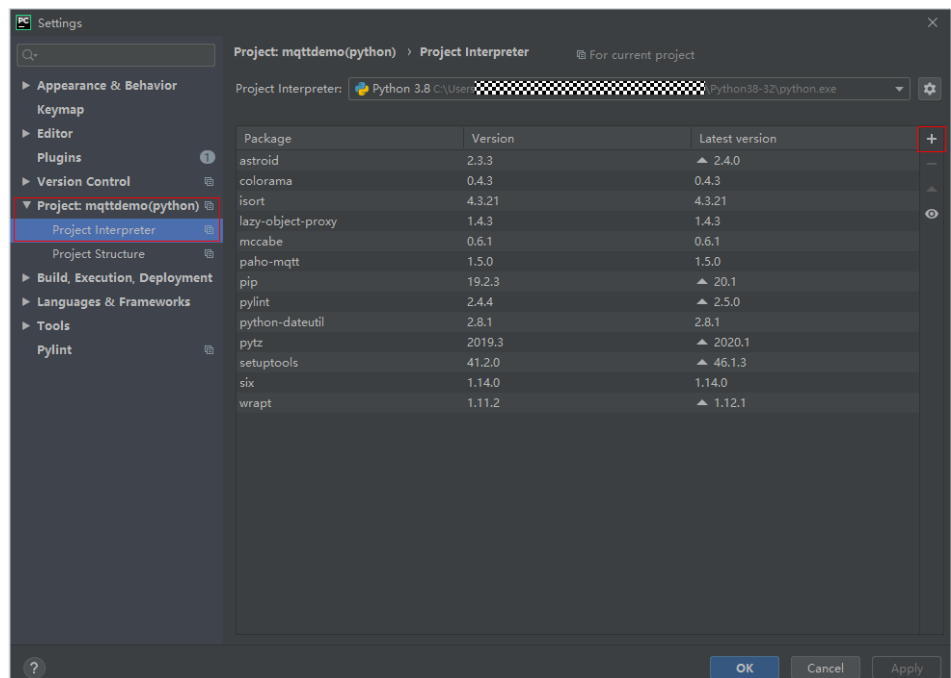 PC Settings
Project: mqttdemo(python) › Project Interpreter For current project
Appearance & Behavior
Keymap
Editor
Plugins 1
Version Control
Project: mqttdemo(python)
Project Interpreter
Project Structure
Build, Execution, Deployment
Languages & Frameworks
Tools
Pylint
Project Interpreter: Python 3.8 C:\Users \Python38-32\python.exe
Package Version Latest version
astroid 2.3.3 2.4.0
colorama 0.4.3 0.4.3
isort 4.3.21 4.3.21
lazy-object-proxy 1.4.3 1.4.3
mccabe 0.6.1 0.6.1
paho-mqtt 1.5.0 1.5.0
pip 19.2.3 20.1
pylint 2.4.4 2.5.0
python-dateutil 2.8.1 2.8.1
pytz 2019.3 2020.1
setuptools 41.2.0 46.1.3
six 1.14.0 1.14.0
wrapt 1.11.2 1.12.1
? OK Cancel Apply